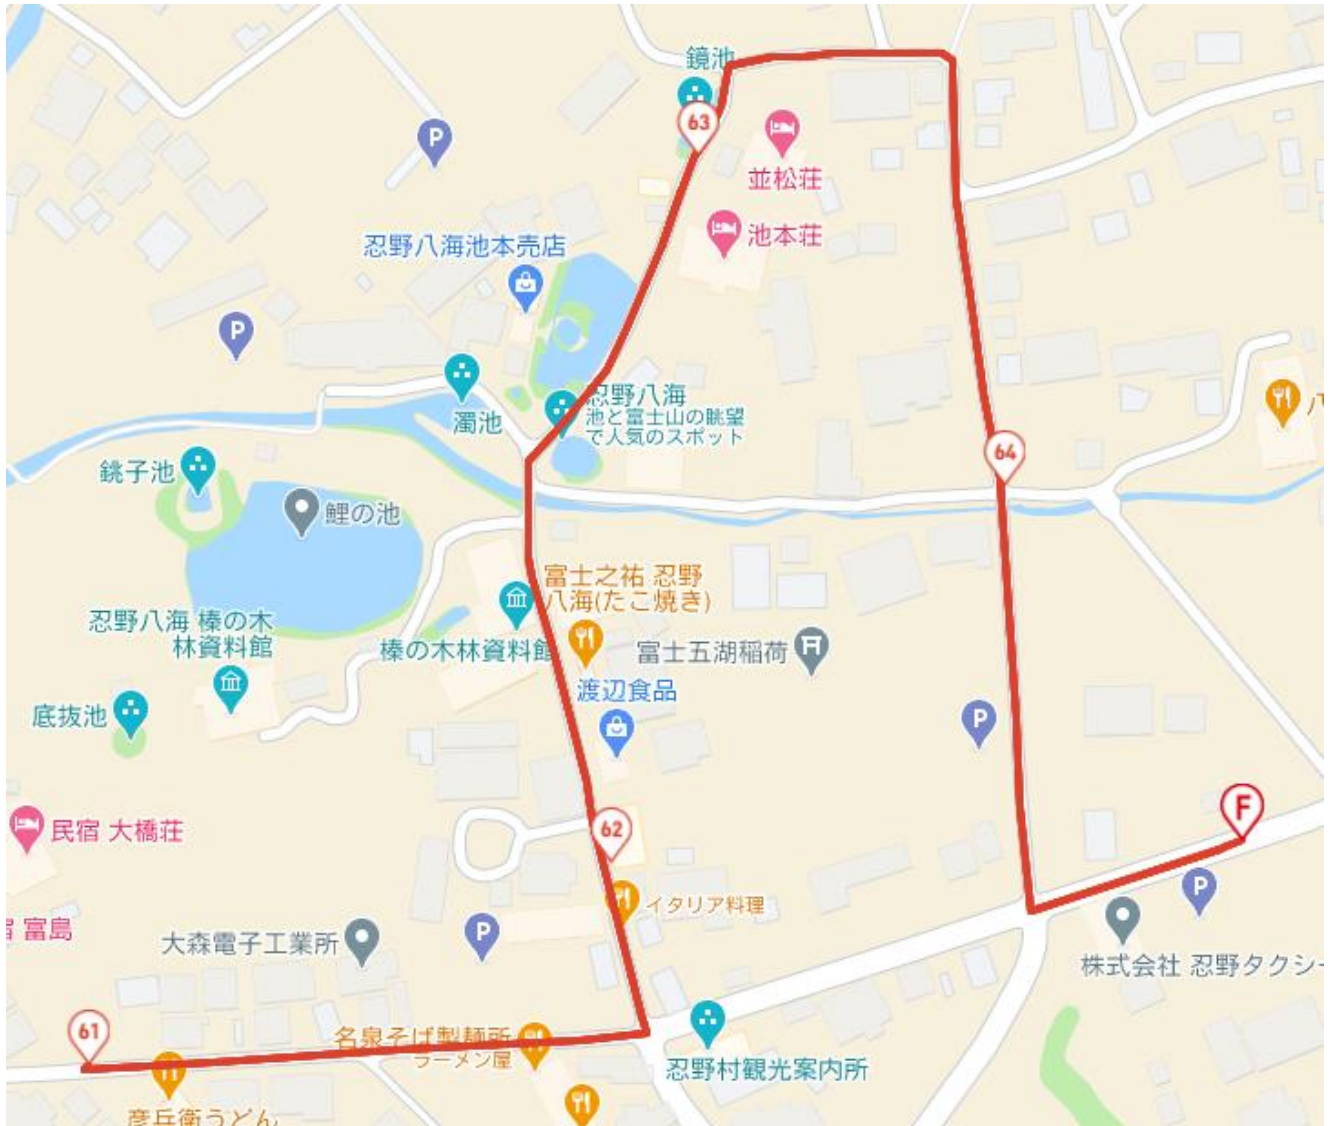 鏡池
63
並松荘
池本荘
忍野八海池本売店
P
P
濁池
忍野八海
池と富士山の眺望
で人気のスポット
64
銚子池
鯉の池
富士之祐 忍野
八海(たこ焼き)
忍野八海 榛の木
林資料館
榛の木林資料館
富士五湖稲荷
渡辺食品
底抜池
P
民宿 大橋荘
62
F
イタリア料理
P
富島
大森電子工業所
P
株式会社 忍野タクシー
61
名泉そば製麺所
ラーメン屋
忍野村観光案内所
彦兵衛うどん